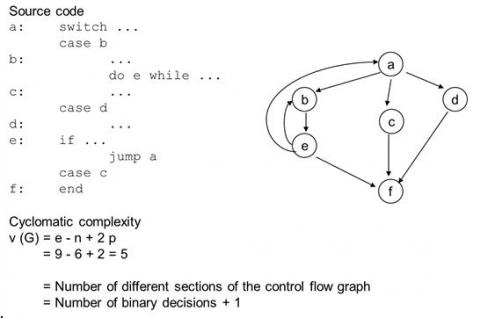 Source code
a: switch ...
case b
b: ...
do e while ...
c: ...
case d
d: ...
e: if ...
jump a
case c
f: end
a
b
d
c
e
f
Cyclomatic complexity
v (G) = e - n + 2 p
= 9 - 6 + 2 = 5
= Number of different sections of the control flow graph
= Number of binary decisions + 1